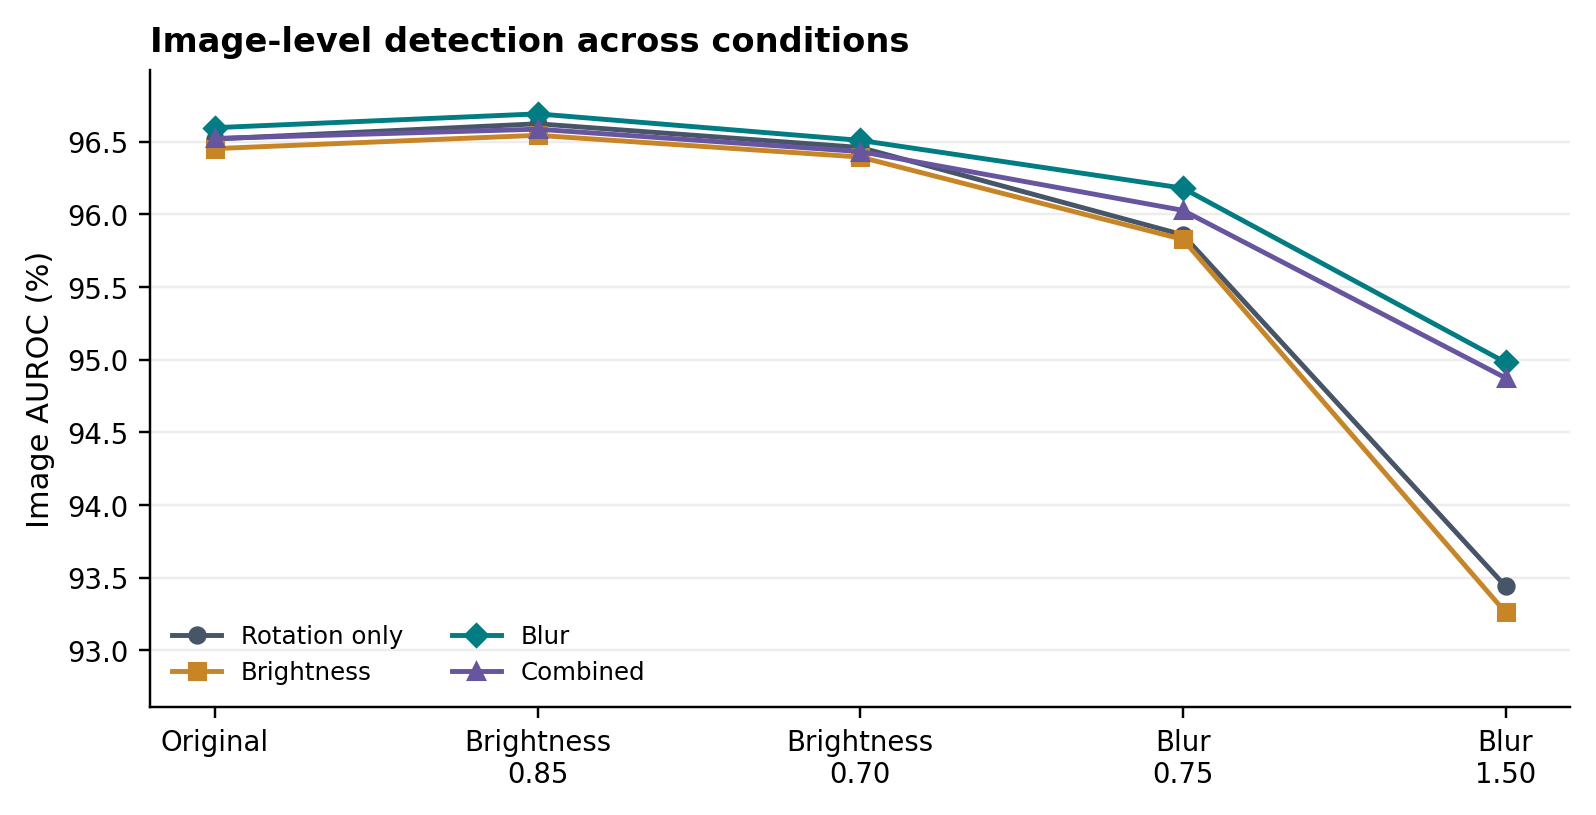 Image-level detection across conditions
Image AUROC (%)
96.5
96.0
95.5
95.0
94.5
94.0
93.5
93.0
Rotation only
Brightness
Blur
Combined
Original
Brightness
0.85
Brightness
0.70
Blur
0.75
Blur
1.50